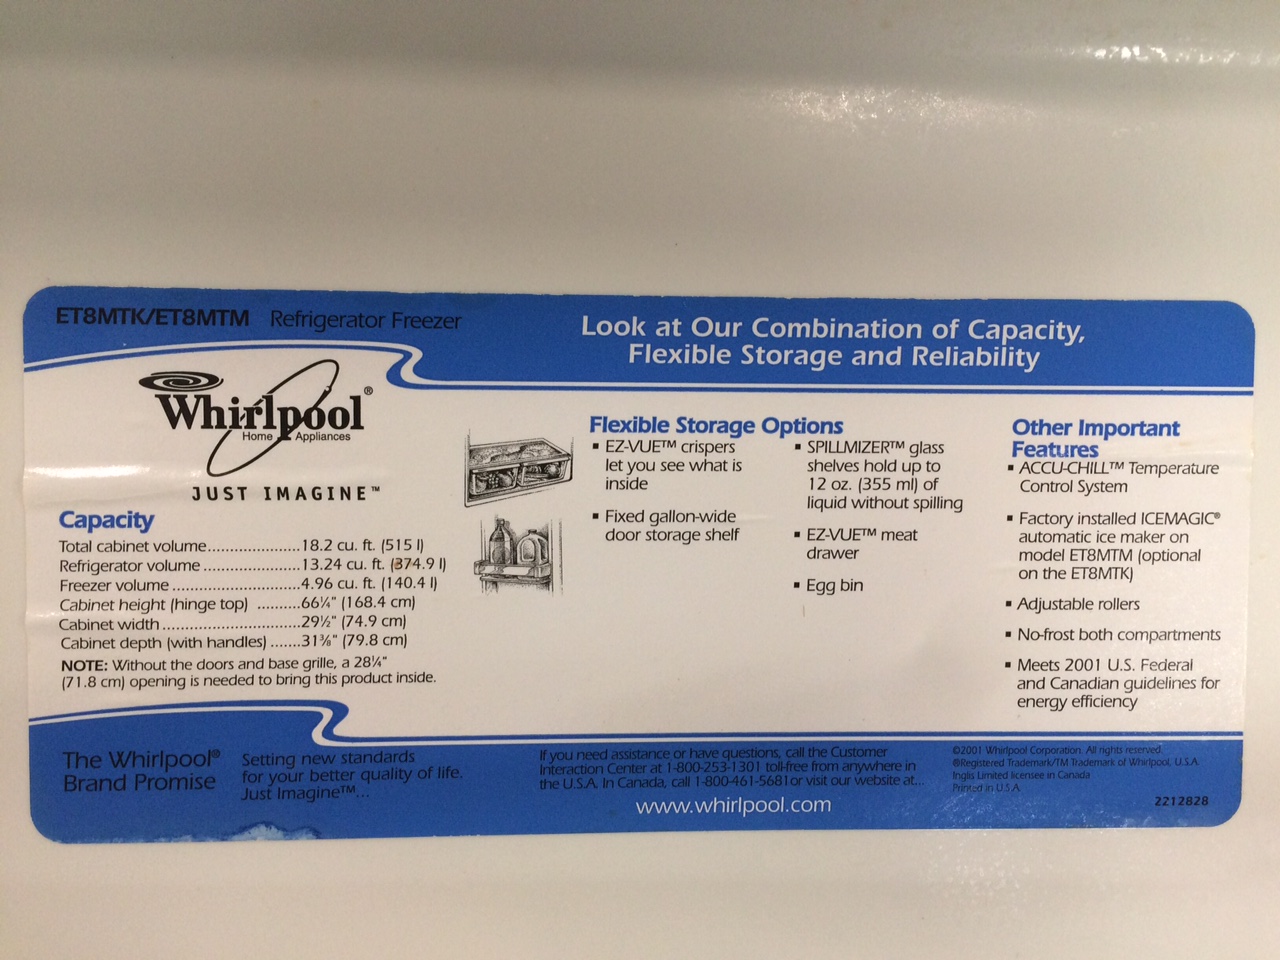 ET8MTK/ET8MTM Refrigerator Freezer
Look at Our Combination of Capacity,
Flexible Storage and Reliability
Whirlpool®
Home Appliances
JUST IMAGINE™
Capacity
Total cabinet volume.....................18.2 cu. ft. (515 l)
Refrigerator volume ......................13.24 cu. ft. (374.9 l)
Freezer volume .............................4.96 cu. ft. (140.4 l)
Cabinet height (hinge top) ..........66¼" (168.4 cm)
Cabinet width ................................29½" (74.9 cm)
Cabinet depth (with handles) .......31⅜" (79.8 cm)
NOTE: Without the doors and base grille, a 28¼"
(71.8 cm) opening is needed to bring this product inside.
Flexible Storage Options
▪ EZ-VUE™ crispers
let you see what is
inside
▪ Fixed gallon-wide
door storage shelf
▪ SPILLMIZER™ glass
shelves hold up to
12 oz. (355 ml) of
liquid without spilling
▪ EZ-VUE™ meat
drawer
▪ Egg bin
Other Important
Features
▪ ACCU-CHILL™ Temperature
Control System
▪ Factory installed ICEMAGIC®
automatic ice maker on
model ET8MTM (optional
on the ET8MTK)
▪ Adjustable rollers
▪ No-frost both compartments
▪ Meets 2001 U.S. Federal
and Canadian guidelines for
energy efficiency
The Whirlpool®
Brand Promise
Setting new standards
for your better quality of life.
Just Imagine™...
If you need assistance or have questions, call the Customer
Interaction Center at 1-800-253-1301 toll-free from anywhere in
the U.S.A. In Canada, call 1-800-461-5681 or visit our website at...
www.whirlpool.com
©2001 Whirlpool Corporation. All rights reserved.
®Registered Trademark/TM Trademark of Whirlpool, U.S.A.
Inglis Limited licensee in Canada
Printed in U.S.A.
2212828